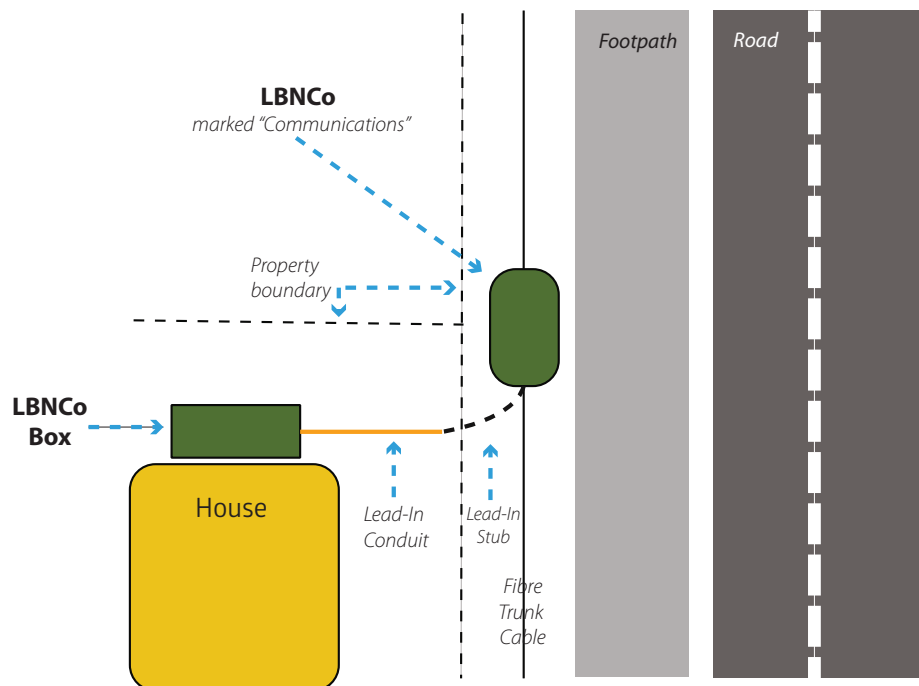 Footpath
Road
LBNCo
marked “Communications”
Property
boundary
LBNCo
Box
House
Lead-In
Conduit
Lead-In
Stub
Fibre
Trunk
Cable